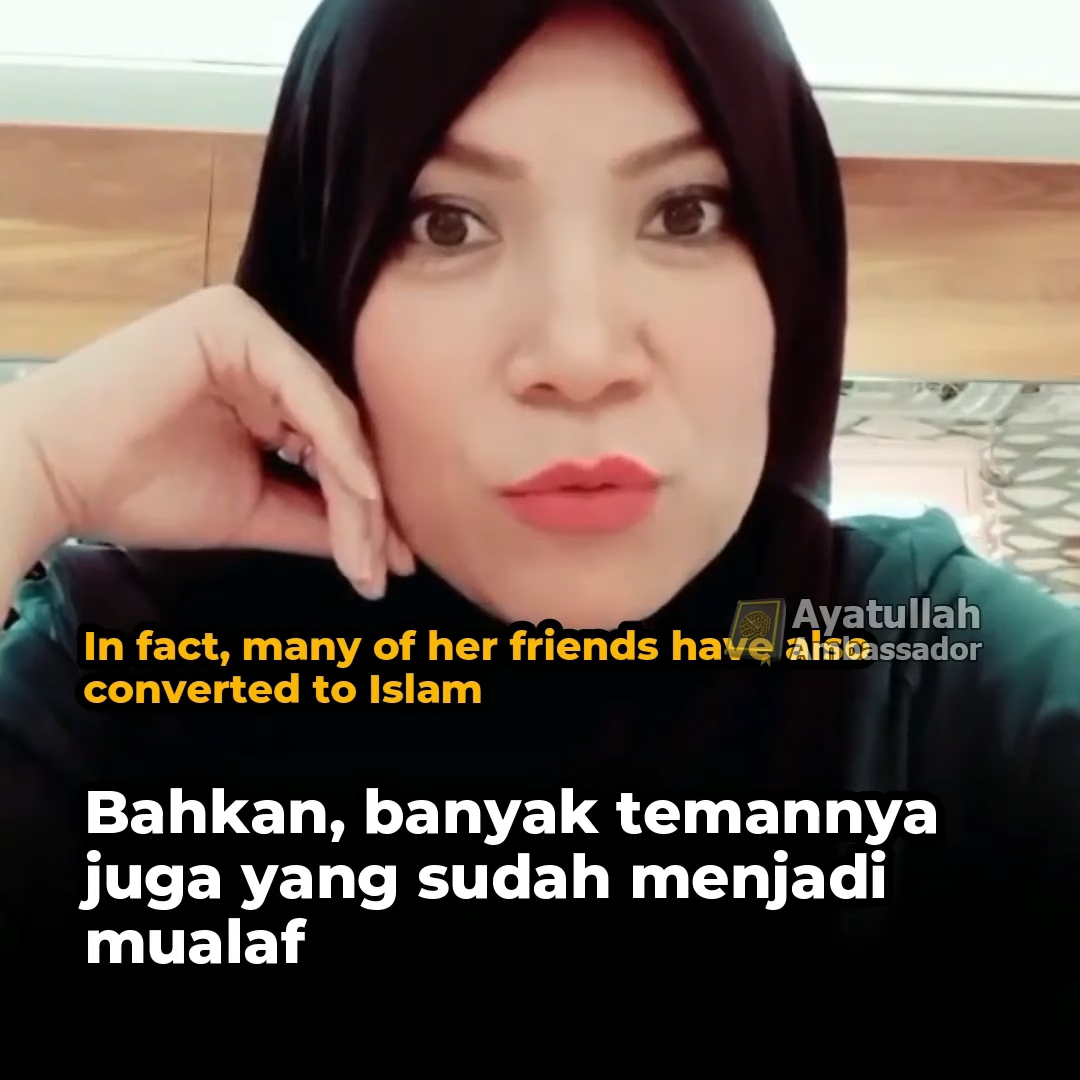 Ayatullah
Ambassador
In fact, many of her friends have also
converted to Islam
Bahkan, banyak temannya
juga yang sudah menjadi
mualaf